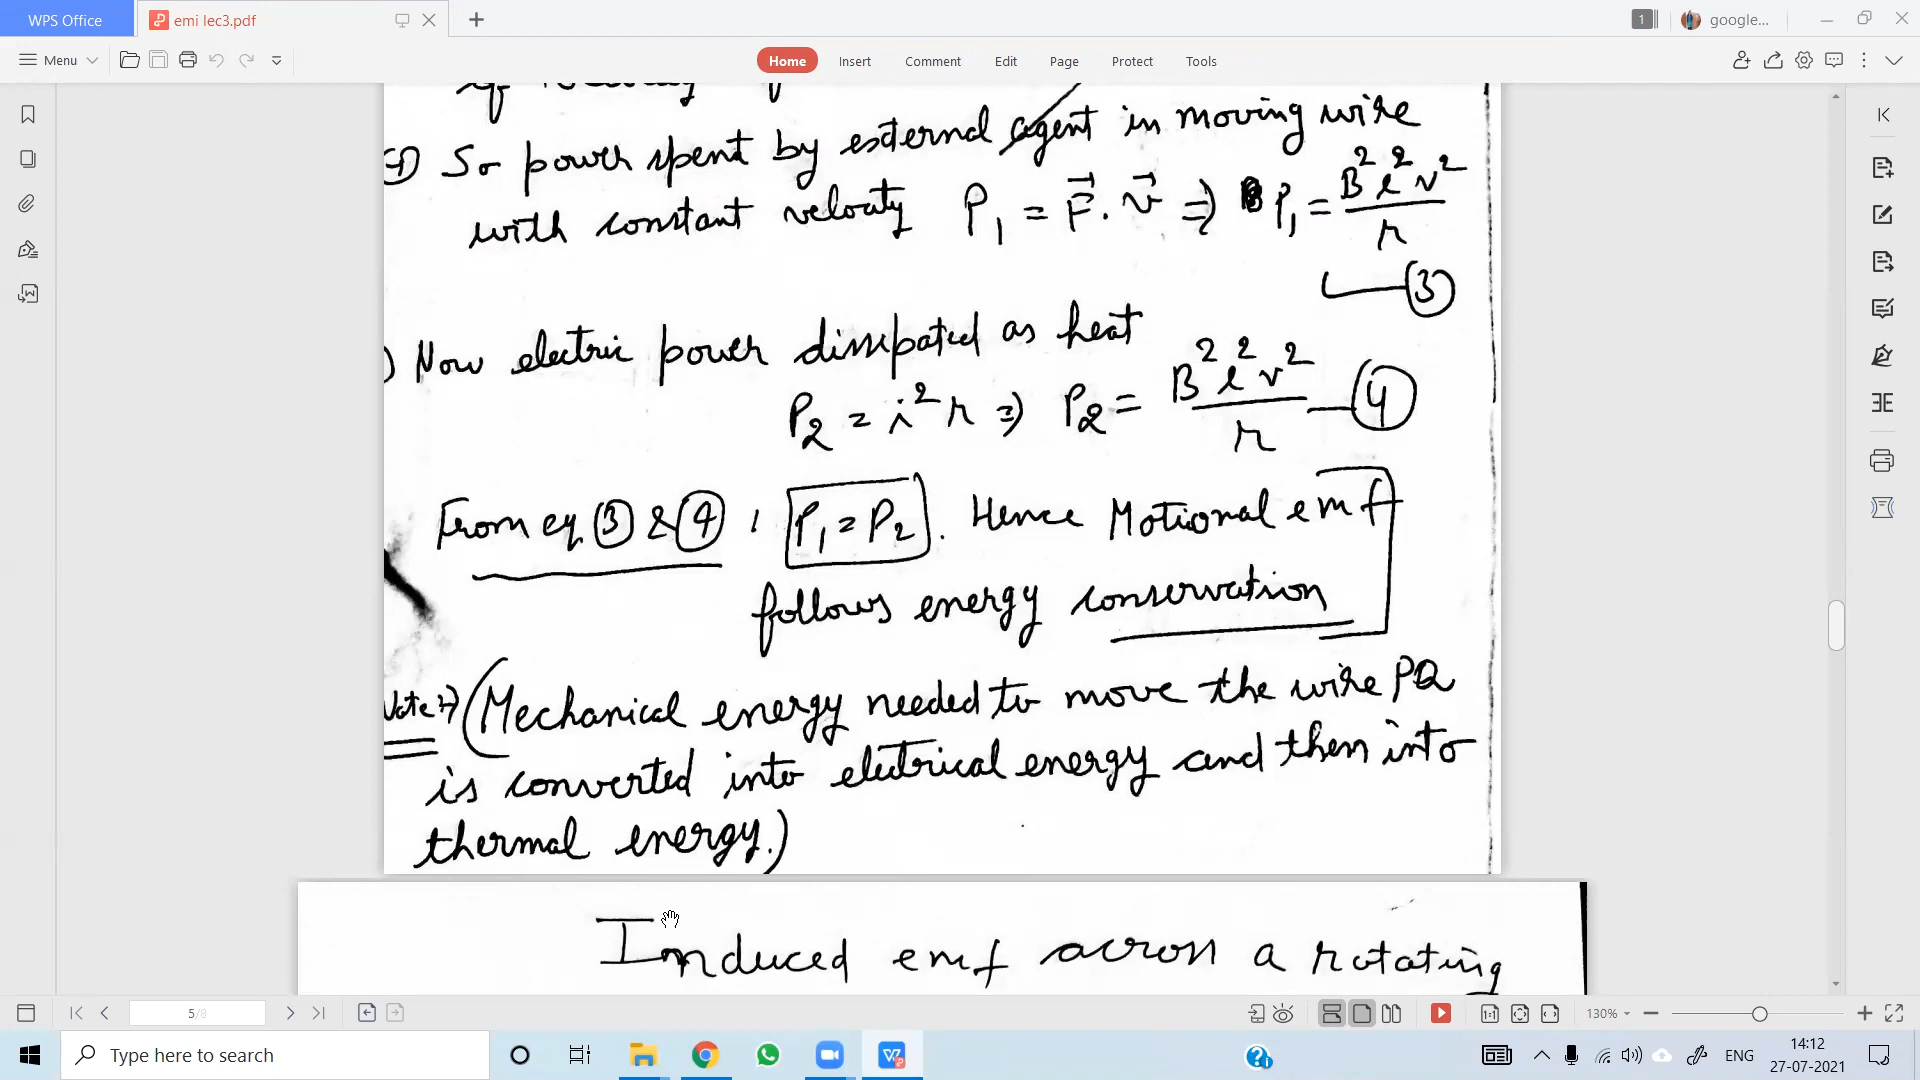 WPS Office
emi lec3.pdf
1
google...
Menu
Home Insert Comment Edit Page Protect Tools
④ So power spent by external agent in moving wire
with constant velocity P₁ = F⃗ . v⃗ ⇒ P₁ = B²l²v²/r
③
) Now electric power dissipated as heat
P₂ = i²r ⇒ P₂ = B²l²v²/r — ④
From eq ③ & ④ , P₁ = P₂ . Hence Motional emf
follows energy conservation
Note :→ (Mechanical energy needed to move the wire PQ
is converted into electrical energy and then into
thermal energy.)
Induced emf across a rotating
5/8
130%
Type here to search
ENG
14:12
27-07-2021